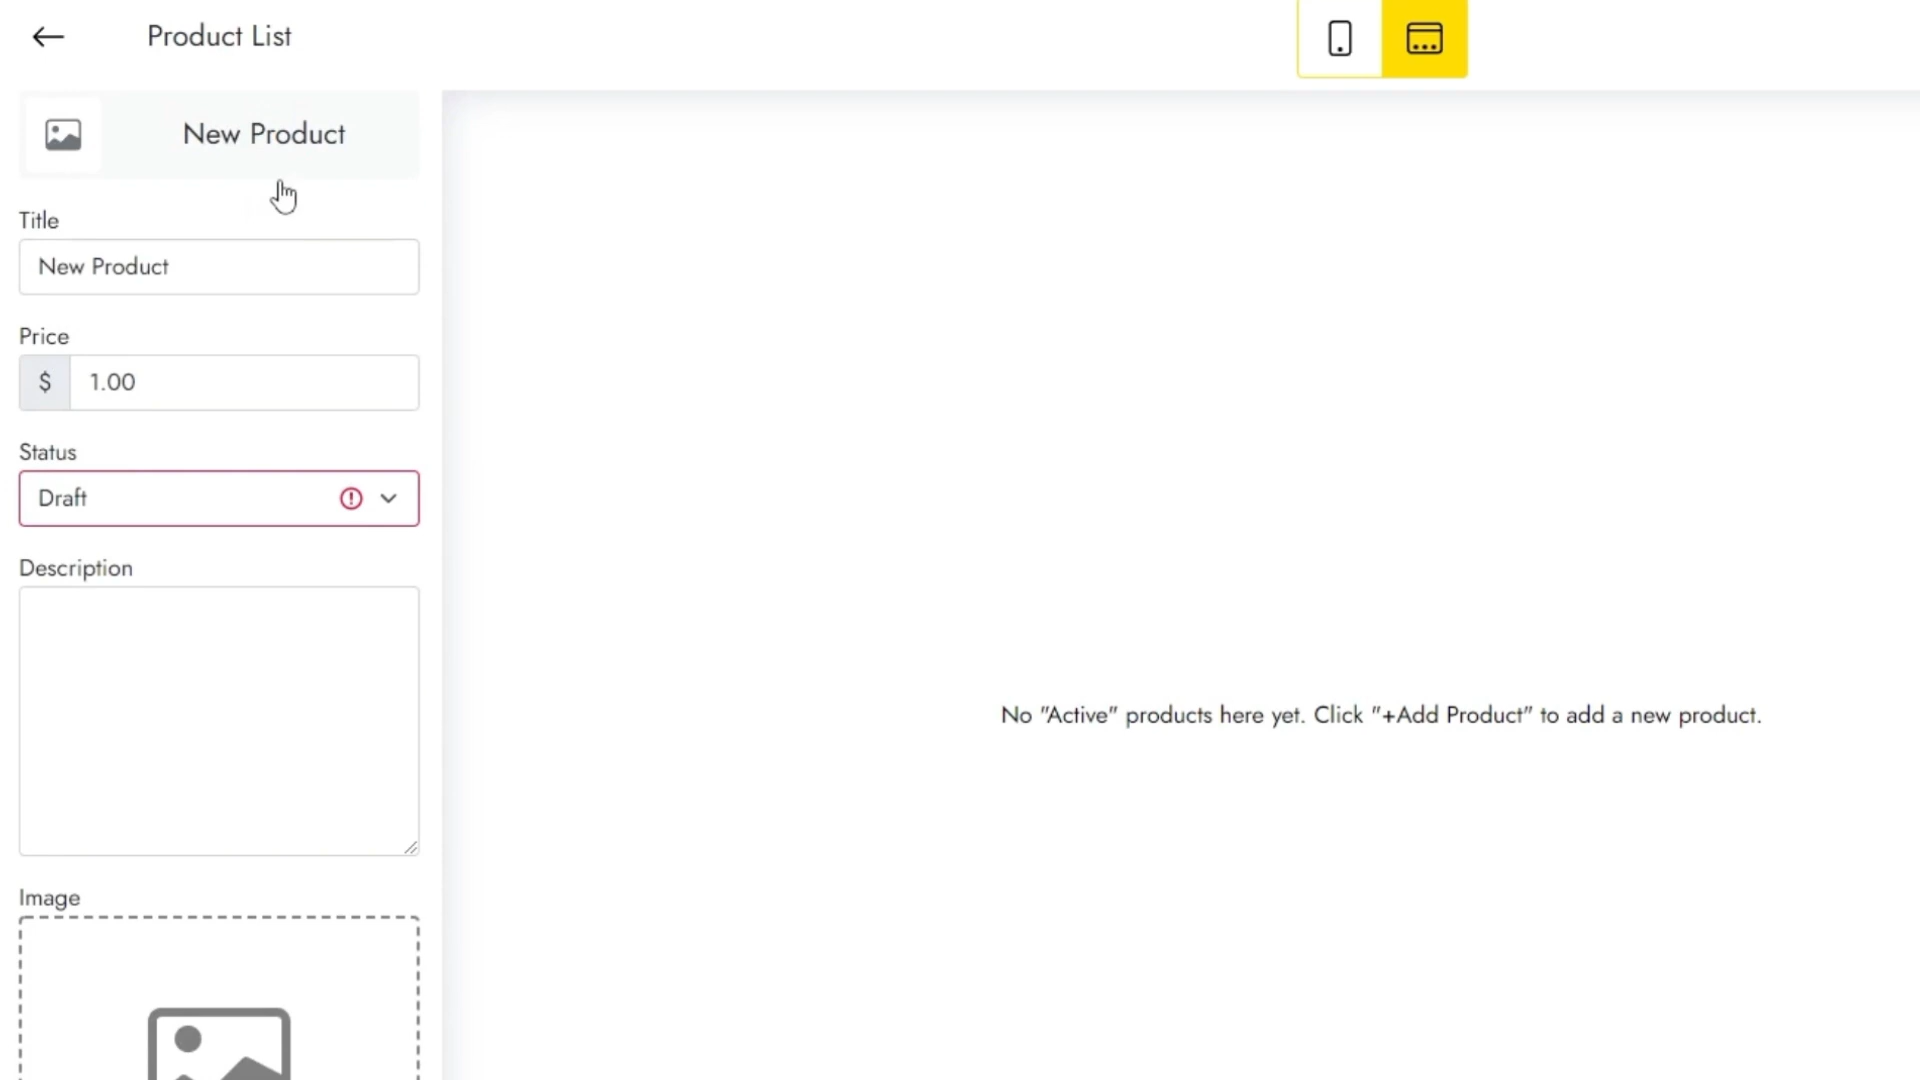 Product List
New Product
Title
New Product
Price
$ 1.00
Status
Draft
Description
Image
No "Active" products here yet. Click "+Add Product" to add a new product.